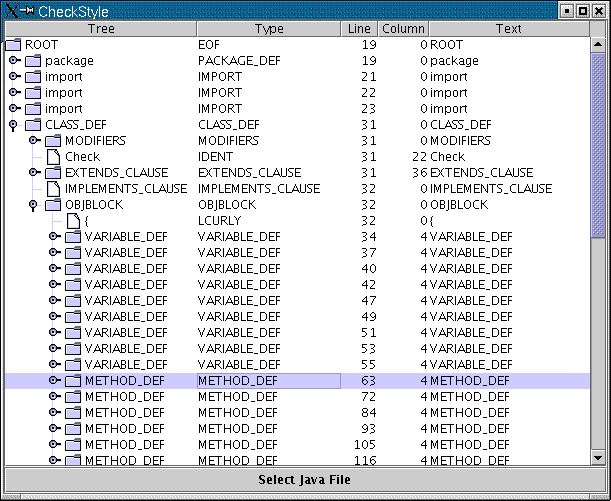 CheckStyle
Tree Type Line Column Text
ROOT EOF 19 0 ROOT
package PACKAGE_DEF 19 0 package
import IMPORT 21 0 import
import IMPORT 22 0 import
import IMPORT 23 0 import
CLASS_DEF CLASS_DEF 31 0 CLASS_DEF
MODIFIERS MODIFIERS 31 0 MODIFIERS
Check IDENT 31 22 Check
EXTENDS_CLAUSE EXTENDS_CLAUSE 31 36 EXTENDS_CLAUSE
IMPLEMENTS_CLAUSE IMPLEMENTS_CLAUSE 32 0 IMPLEMENTS_CLAUSE
OBJBLOCK OBJBLOCK 32 0 OBJBLOCK
{ LCURLY 32 0 {
VARIABLE_DEF VARIABLE_DEF 34 4 VARIABLE_DEF
VARIABLE_DEF VARIABLE_DEF 37 4 VARIABLE_DEF
VARIABLE_DEF VARIABLE_DEF 40 4 VARIABLE_DEF
VARIABLE_DEF VARIABLE_DEF 42 4 VARIABLE_DEF
VARIABLE_DEF VARIABLE_DEF 47 4 VARIABLE_DEF
VARIABLE_DEF VARIABLE_DEF 49 4 VARIABLE_DEF
VARIABLE_DEF VARIABLE_DEF 51 4 VARIABLE_DEF
VARIABLE_DEF VARIABLE_DEF 53 4 VARIABLE_DEF
VARIABLE_DEF VARIABLE_DEF 55 4 VARIABLE_DEF
METHOD_DEF METHOD_DEF 63 4 METHOD_DEF
METHOD_DEF METHOD_DEF 72 4 METHOD_DEF
METHOD_DEF METHOD_DEF 84 4 METHOD_DEF
METHOD_DEF METHOD_DEF 93 4 METHOD_DEF
METHOD_DEF METHOD_DEF 105 4 METHOD_DEF
METHOD_DEF METHOD_DEF 116 4 METHOD_DEF
Select Java File